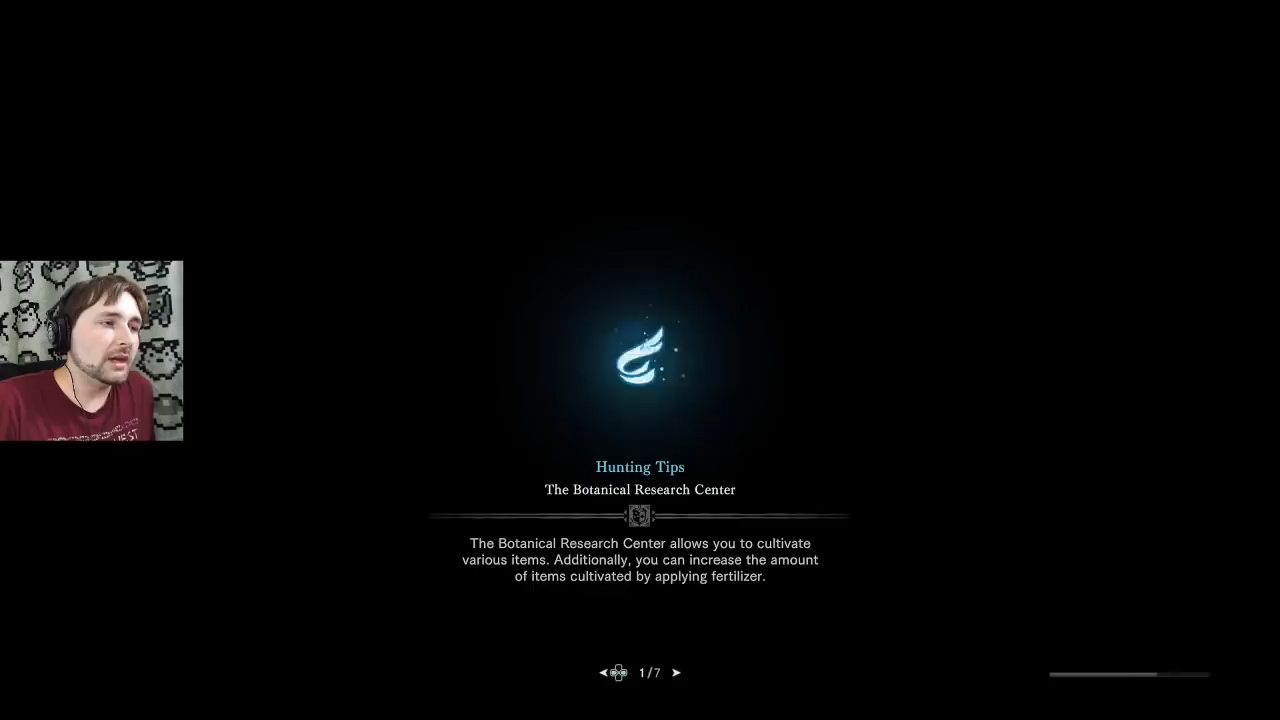 Hunting Tips
The Botanical Research Center
The Botanical Research Center allows you to cultivate
various items. Additionally, you can increase the amount
of items cultivated by applying fertilizer.
1/7